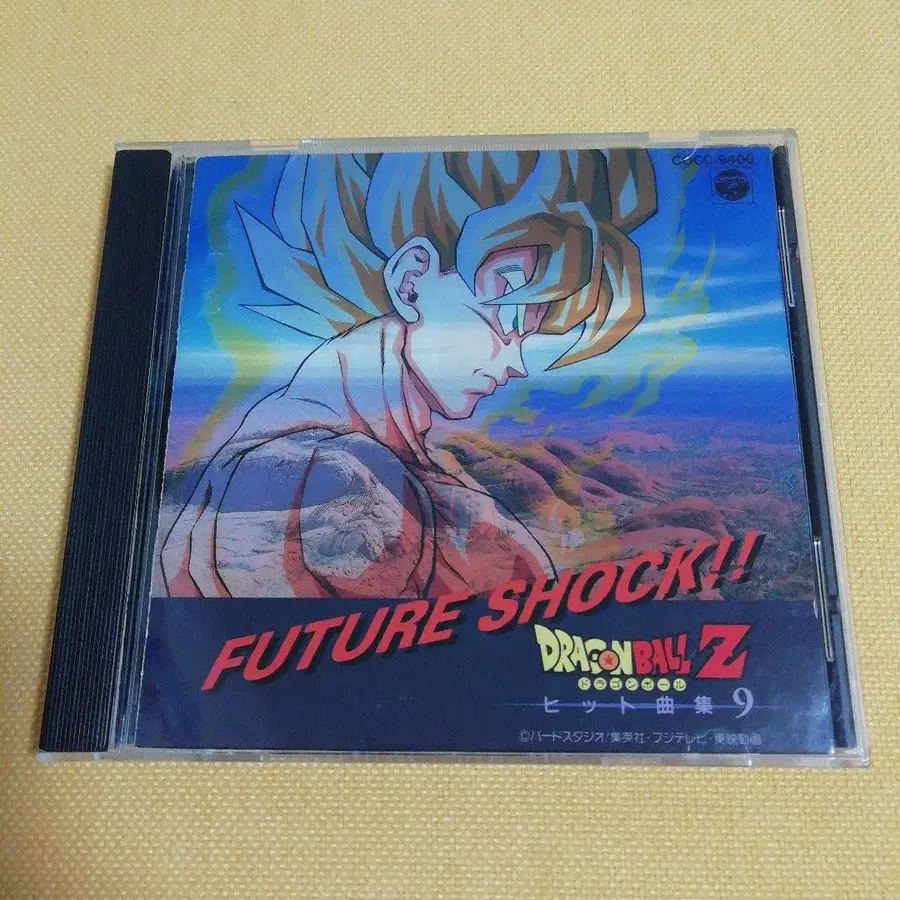 COCC-9400
FUTURE SHOCK!!
DRAGON BALL Z
ドラゴンボール
ヒット曲集 9
©バードスタジオ/集英社・フジテレビ・東映動画